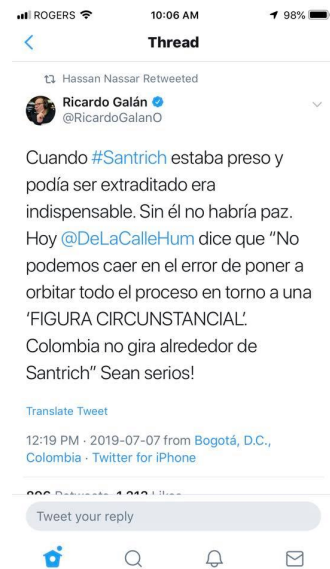 ROGERS 10:06 AM 98%
Thread
Hassan Nassar Retweeted
Ricardo Galán
@RicardoGalanO
Cuando #Santrich estaba preso y
podía ser extraditado era
indispensable. Sin él no habría paz.
Hoy @DeLaCalleHum dice que “No
podemos caer en el error de poner a
orbitar todo el proceso en torno a una
‘FIGURA CIRCUNSTANCIAL’.
Colombia no gira alrededor de
Santrich” Sean serios!
Translate Tweet
12:19 PM · 2019-07-07 from Bogotá, D.C.,
Colombia · Twitter for iPhone
Tweet your reply